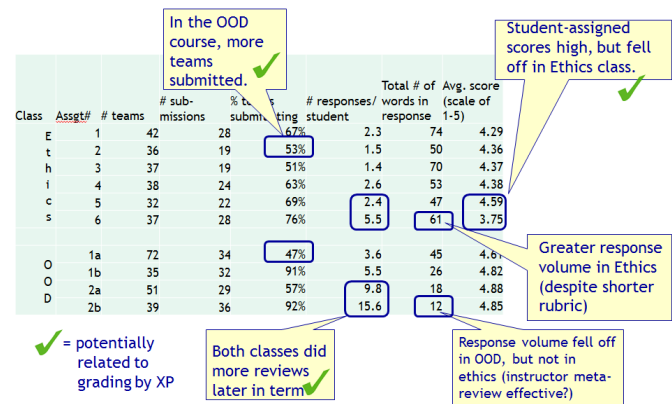 In the OOD
course, more
teams
submitted.
Student-assigned
scores high, but fell
off in Ethics class.
Class Assgt# # teams # sub-missions submitting # responses/ student Total # of words in response Avg. score (scale of 1-5)
Ethics
1 42 28 67% 2.3 74 4.29
2 36 19 53% 1.5 50 4.36
3 37 19 51% 1.4 70 4.37
4 38 24 63% 2.6 53 4.38
5 32 22 69% 2.4 47 4.59
6 37 28 76% 5.5 61 3.75
OOD
1a 72 34 47% 3.6 45 4.61
1b 35 32 91% 5.5 26 4.82
2a 51 29 57% 9.8 18 4.88
2b 39 36 92% 15.6 12 4.85
Greater response
volume in Ethics
(despite shorter
rubric)
= potentially
related to
grading by XP
Both classes did
more reviews
later in term
Response volume fell off
in OOD, but not in
ethics (instructor meta-
review effective?)